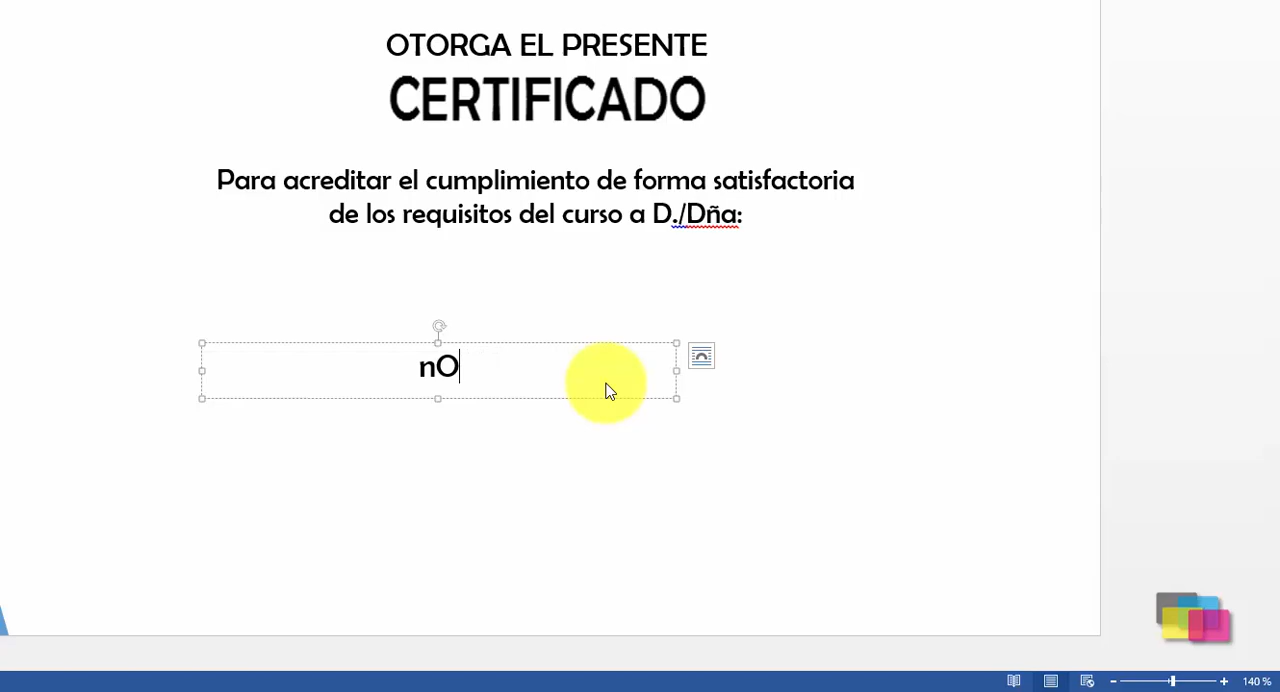 OTORGA EL PRESENTE
CERTIFICADO
Para acreditar el cumplimiento de forma satisfactoria
de los requisitos del curso a D./Dña:
nO
140 %